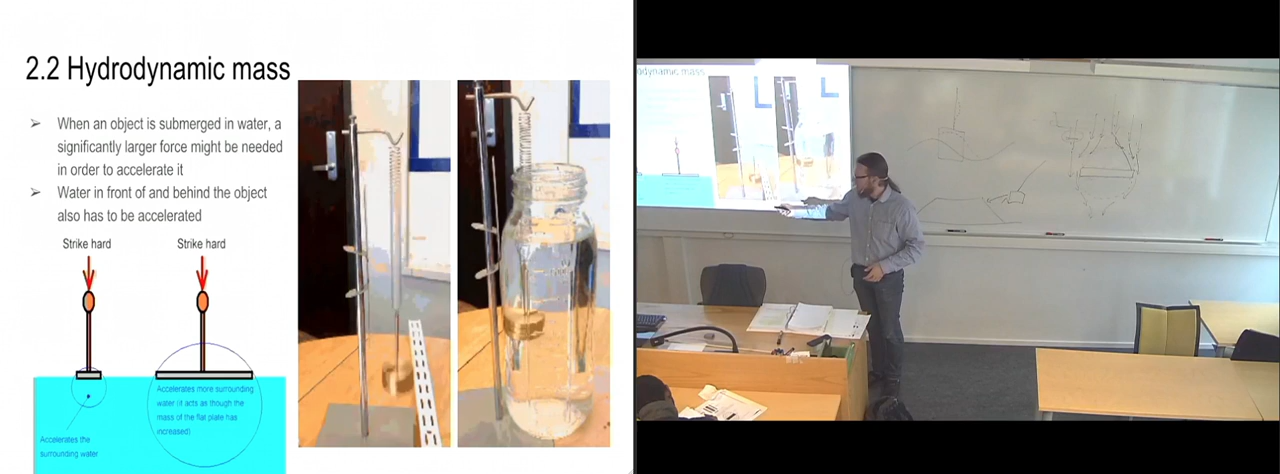 2.2 Hydrodynamic mass
➢ When an object is submerged in water, a
significantly larger force might be needed
in order to accelerate it
➢ Water in front of and behind the object
also has to be accelerated
Strike hard
Strike hard
Accelerates more surrounding
water (it acts as though the
mass of the flat plate has
increased)
Accelerates the
surrounding water
odynamic mass